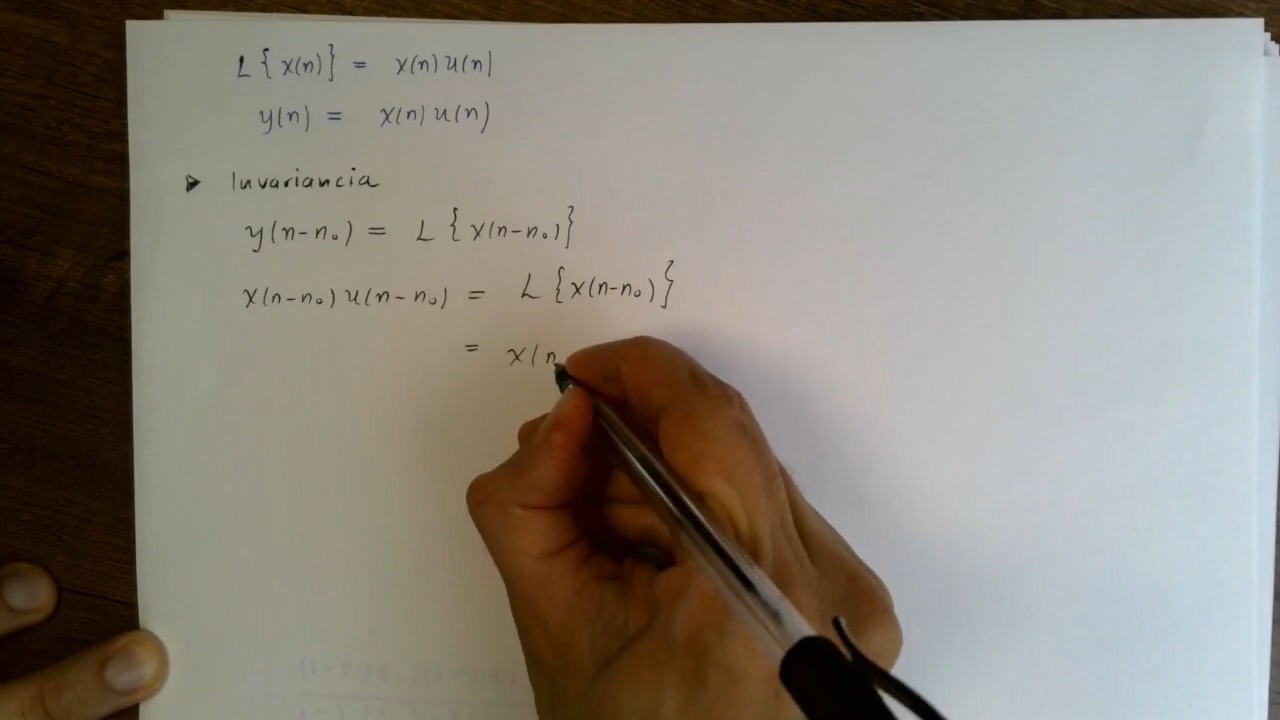 L { x(n) } = x(n) u(n)
y(n) = x(n) u(n)
▸ Invariancia
y(n-n₀) = L { x(n-n₀) }
x(n-n₀) u(n-n₀) = L { x(n-n₀) }
= x(n